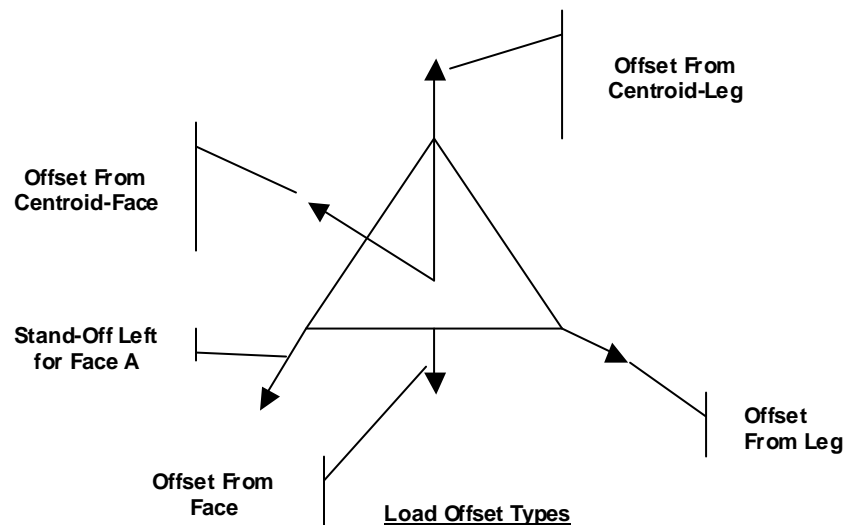 Offset From
Centroid-Leg
Offset From
Centroid-Face
Stand-Off Left
for Face A
Offset
From Leg
Offset From
Face
Load Offset Types